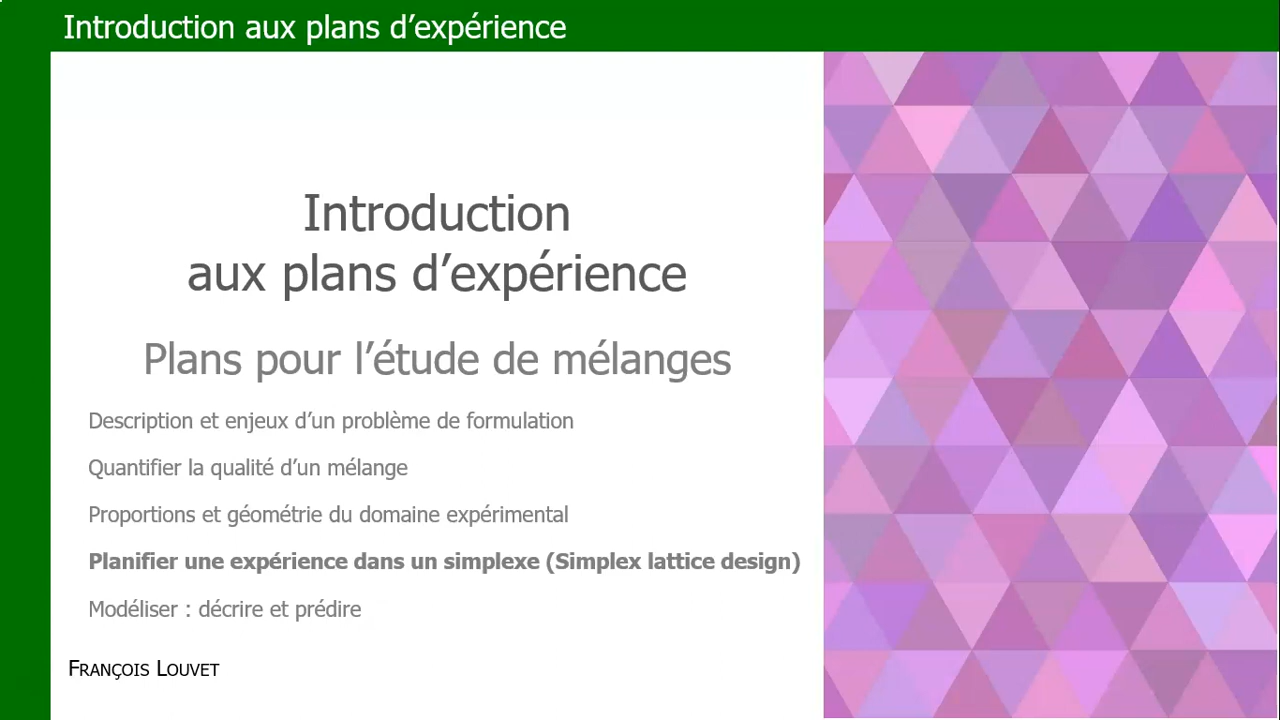 Introduction aux plans d’expérience
Introduction
aux plans d’expérience
Plans pour l’étude de mélanges
Description et enjeux d’un problème de formulation
Quantifier la qualité d’un mélange
Proportions et géométrie du domaine expérimental
Planifier une expérience dans un simplexe (Simplex lattice design)
Modéliser : décrire et prédire
François Louvet